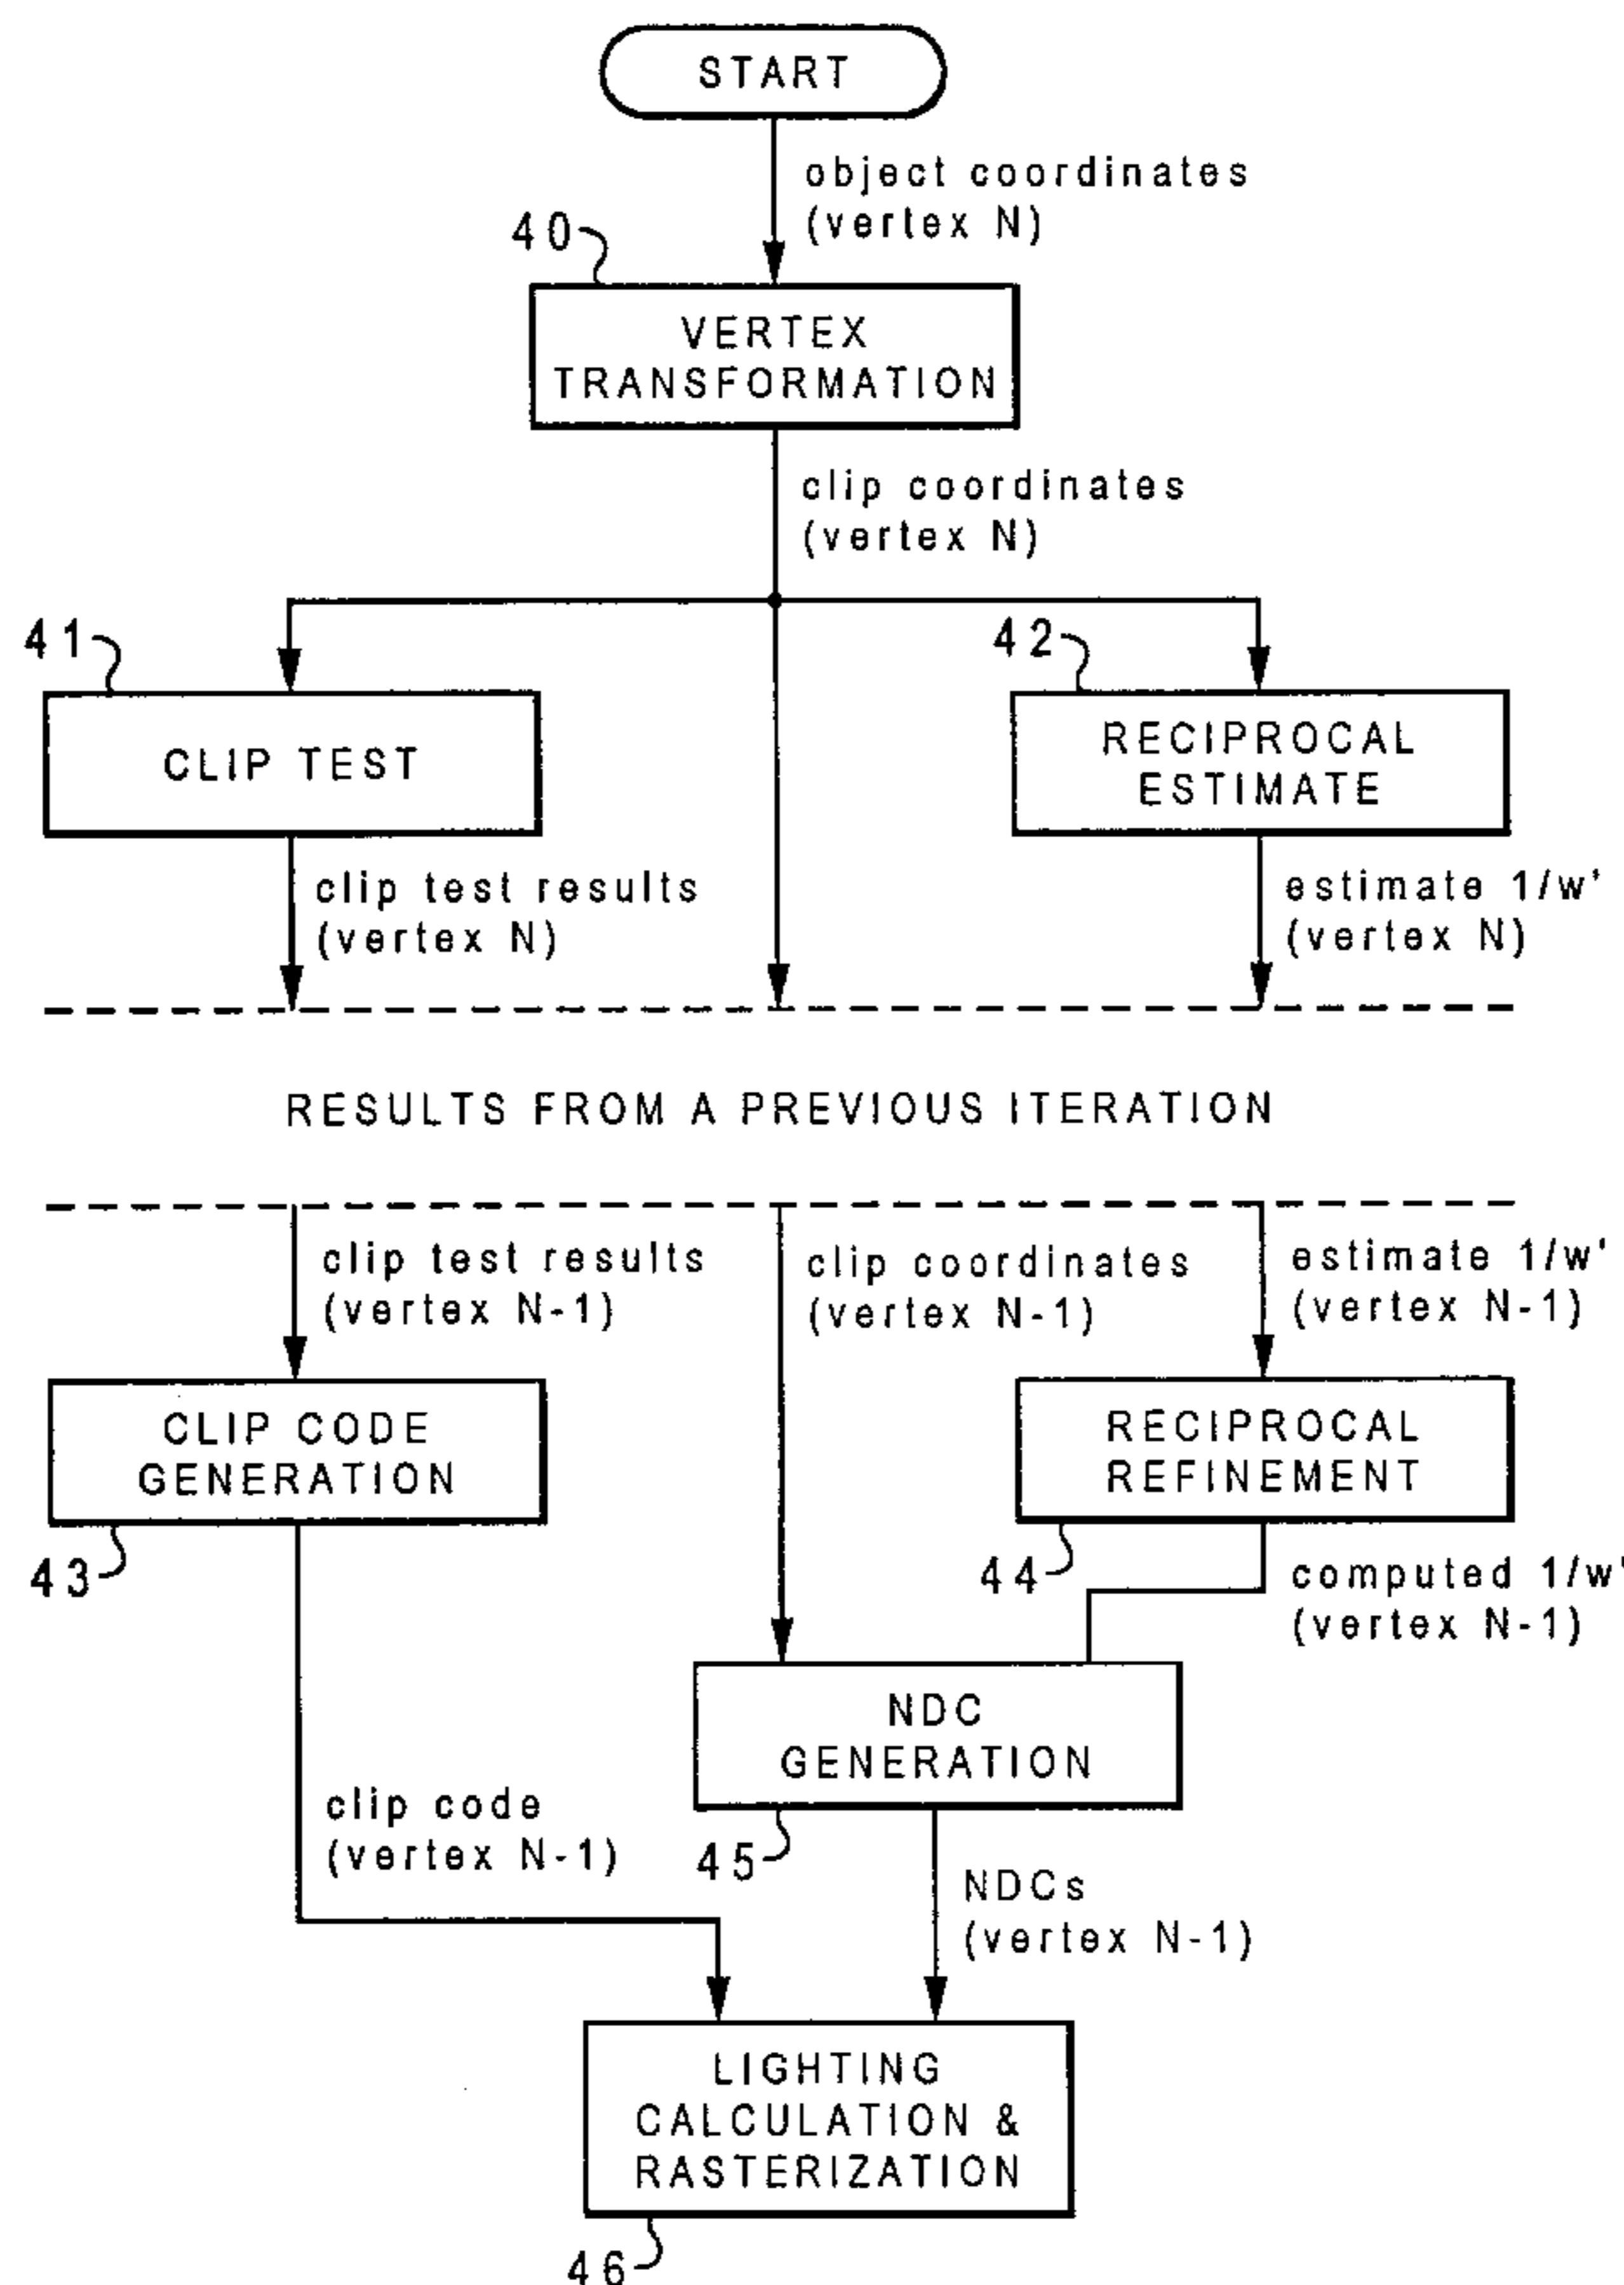 START
object coordinates
(vertex N)
40
VERTEX
TRANSFORMATION
clip coordinates
(vertex N)
41
42
CLIP TEST
RECIPROCAL
ESTIMATE
clip test results
(vertex N)
estimate 1/w'
(vertex N)
RESULTS FROM A PREVIOUS ITERATION
clip test results
(vertex N-1)
clip coordinates
(vertex N-1)
estimate 1/w'
(vertex N-1)
CLIP CODE
GENERATION
RECIPROCAL
REFINEMENT
43
44
computed 1/w'
(vertex N-1)
NDC
GENERATION
clip code
(vertex N-1)
45
NDCs
(vertex N-1)
LIGHTING
CALCULATION &
RASTERIZATION
46